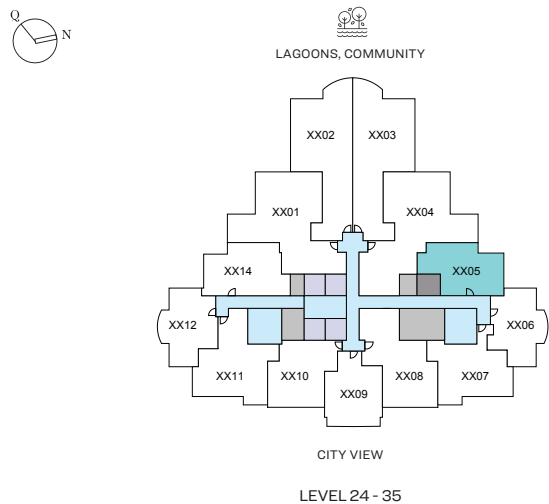 Q
N
LAGOONS, COMMUNITY
XX02 XX03
XX01 XX04
XX14 XX05
XX12 XX06
XX11 XX10 XX09 XX08 XX07
CITY VIEW
LEVEL 24 - 35